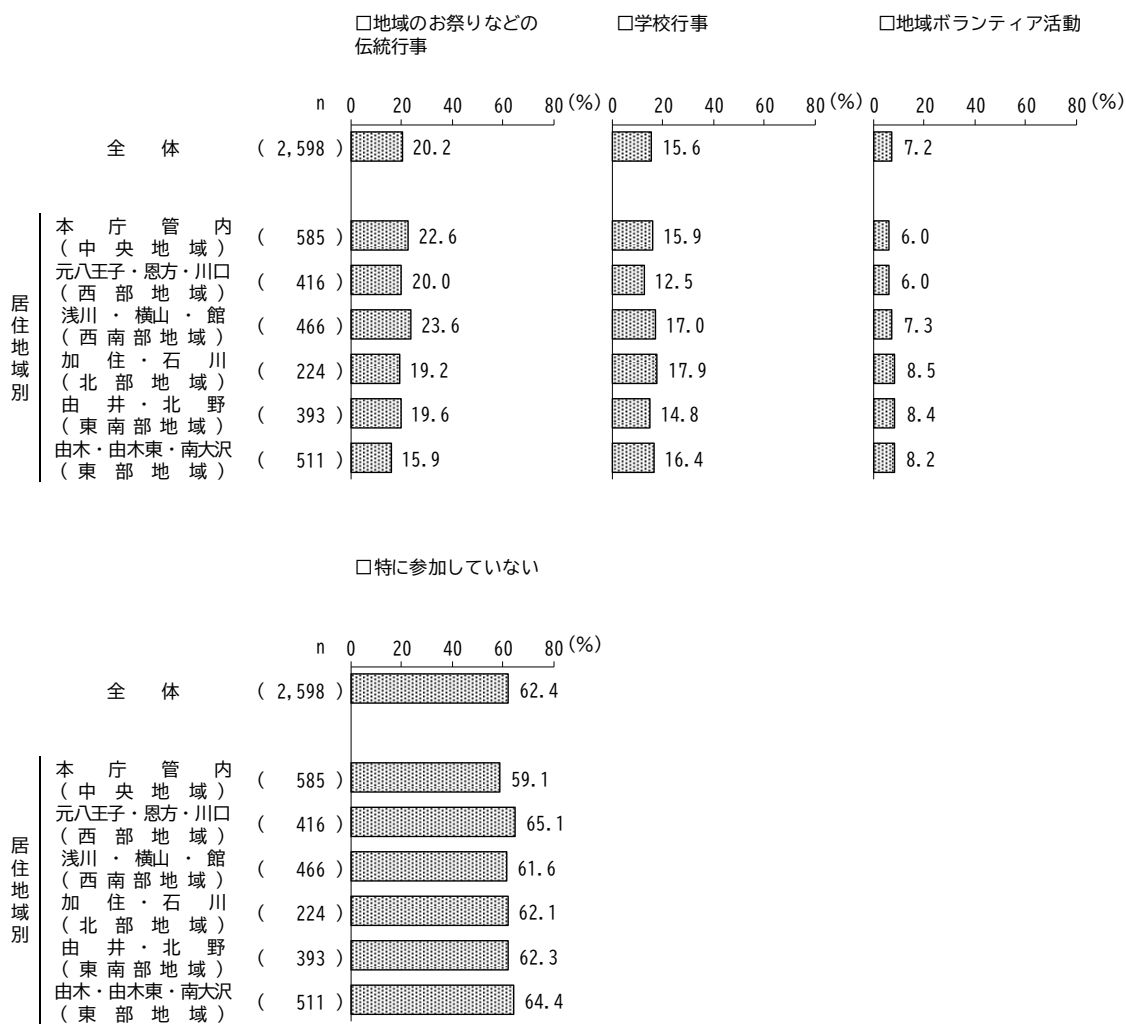 □地域のお祭りなどの
伝統行事
□学校行事
□地域ボランティア活動
n 0 20 40 60 80 (%) 0 20 40 60 80 (%) 0 20 40 60 80 (%)
全 体 ( 2,598 ) 20.2 15.6 7.2
居住地域別
本 庁 管 内
( 中 央 地 域 )
( 585 ) 22.6 15.9 6.0
元八王子・恩方・川口
( 西 部 地 域 )
( 416 ) 20.0 12.5 6.0
浅川 ・ 横山 ・ 館
( 西 南 部 地 域 )
( 466 ) 23.6 17.0 7.3
加 住 ・ 石 川
( 北 部 地 域 )
( 224 ) 19.2 17.9 8.5
由 井 ・ 北 野
( 東 南 部 地 域 )
( 393 ) 19.6 14.8 8.4
由木・由木東・南大沢
( 東 部 地 域 )
( 511 ) 15.9 16.4 8.2
□特に参加していない
n 0 20 40 60 80 (%)
全 体 ( 2,598 ) 62.4
居住地域別
本 庁 管 内
( 中 央 地 域 )
( 585 ) 59.1
元八王子・恩方・川口
( 西 部 地 域 )
( 416 ) 65.1
浅川 ・ 横山 ・ 館
( 西 南 部 地 域 )
( 466 ) 61.6
加 住 ・ 石 川
( 北 部 地 域 )
( 224 ) 62.1
由 井 ・ 北 野
( 東 南 部 地 域 )
( 393 ) 62.3
由木・由木東・南大沢
( 東 部 地 域 )
( 511 ) 64.4